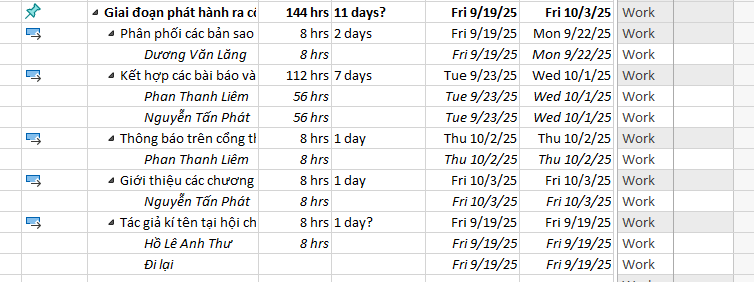 Giai đoạn phát hành ra cô 144 hrs 11 days? Fri 9/19/25 Fri 10/3/25 Work
Phân phối các bản sao 8 hrs 2 days Fri 9/19/25 Mon 9/22/25 Work
Dương Văn Lăng 8 hrs Fri 9/19/25 Mon 9/22/25 Work
Kết hợp các bài báo và 112 hrs 7 days Tue 9/23/25 Wed 10/1/25 Work
Phan Thanh Liêm 56 hrs Tue 9/23/25 Wed 10/1/25 Work
Nguyễn Tấn Phát 56 hrs Tue 9/23/25 Wed 10/1/25 Work
Thông báo trên cổng th 8 hrs 1 day Thu 10/2/25 Thu 10/2/25 Work
Phan Thanh Liêm 8 hrs Thu 10/2/25 Thu 10/2/25 Work
Giới thiệu các chương 8 hrs 1 day Fri 10/3/25 Fri 10/3/25 Work
Nguyễn Tấn Phát 8 hrs Fri 10/3/25 Fri 10/3/25 Work
Tác giả kí tên tại hội ch 8 hrs 1 day? Fri 9/19/25 Fri 9/19/25 Work
Hồ Lê Anh Thư 8 hrs Fri 9/19/25 Fri 9/19/25 Work
Đi lại Fri 9/19/25 Fri 9/19/25 Work